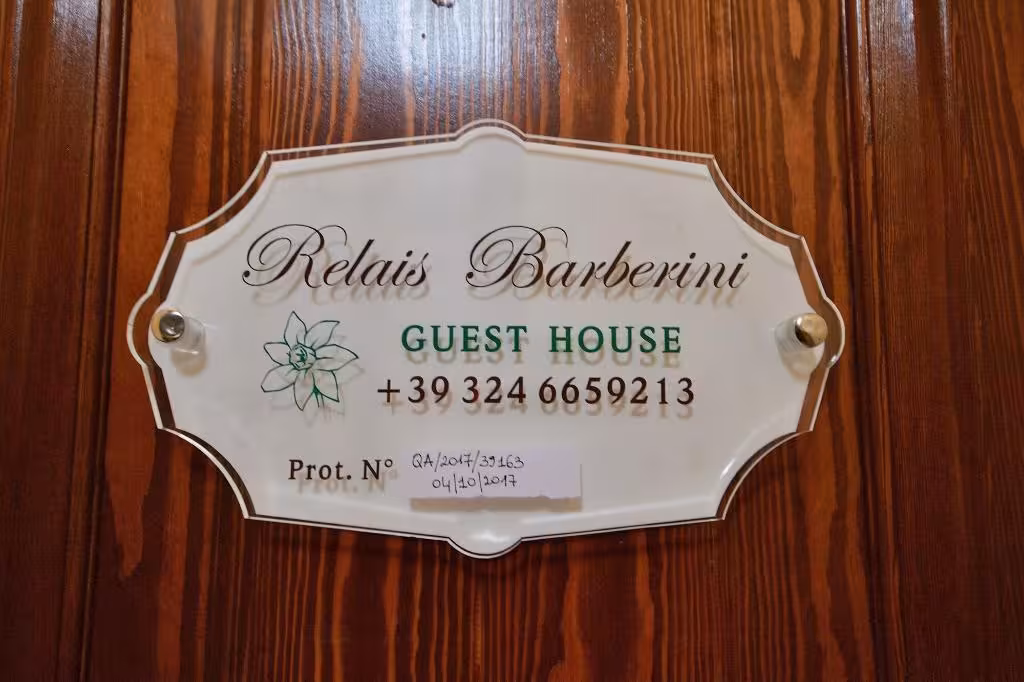 Relais Barberini
GUEST HOUSE
+39 324 6659213
Prot. N° QA/2017/39163
04/10/2017